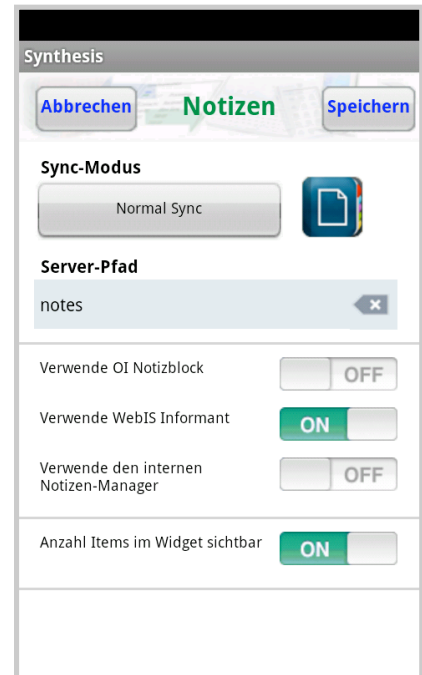 Synthesis
Abbrechen Notizen Speichern
Sync-Modus
Normal Sync
Server-Pfad
notes
Verwende OI Notizblock OFF
Verwende WebIS Informant ON
Verwende den internen
Notizen-Manager OFF
Anzahl Items im Widget sichtbar ON